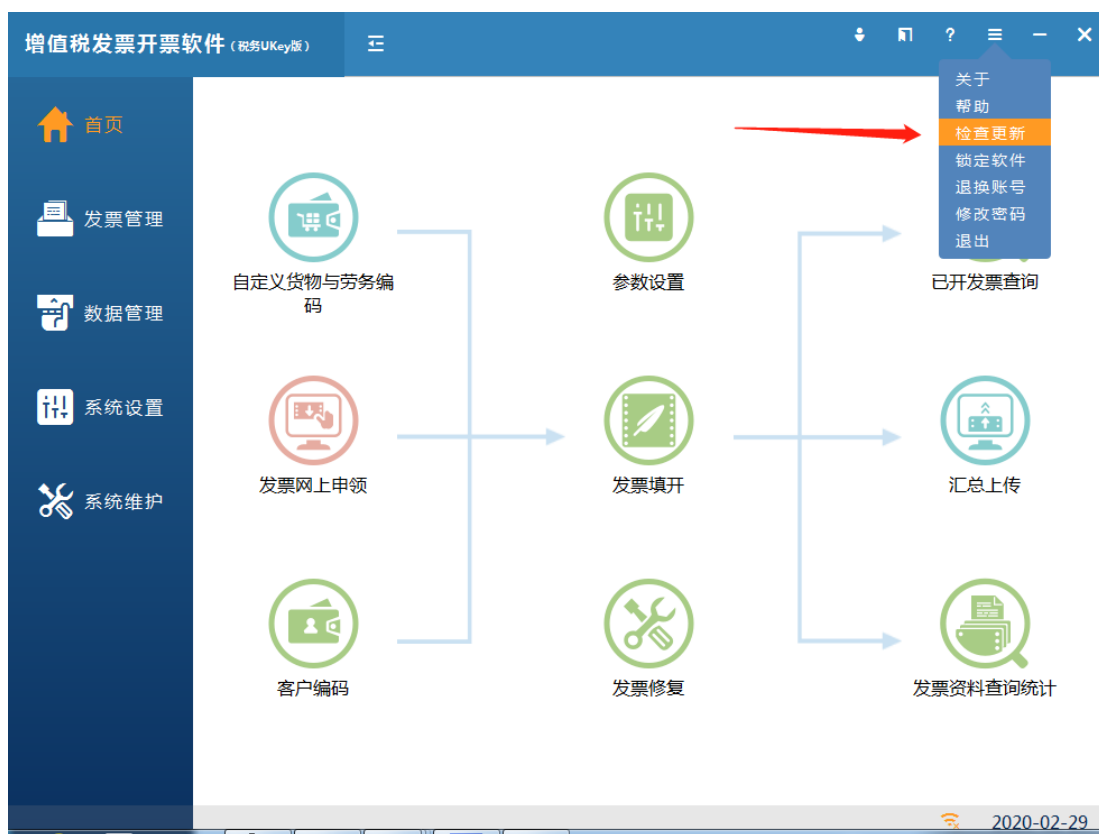 增值税发票开票软件（税务UKey版）
?
关于
帮助
检查更新
锁定软件
退换账号
修改密码
退出
首页
发票管理
数据管理
系统设置
系统维护
自定义货物与劳务编
码
参数设置
已开发票查询
发票网上申领
发票填开
汇总上传
客户编码
发票修复
发票资料查询统计
2020-02-29